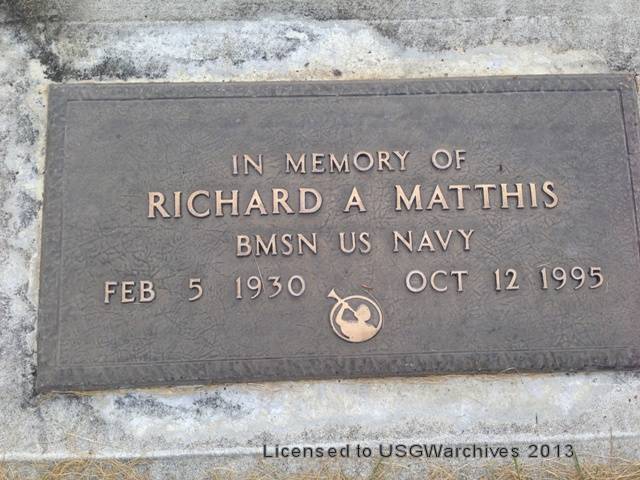 IN MEMORY OF
RICHARD A MATTHIS
BMSN US NAVY
FEB 5 1930 OCT 12 1995
Licensed to USGWarchives 2013